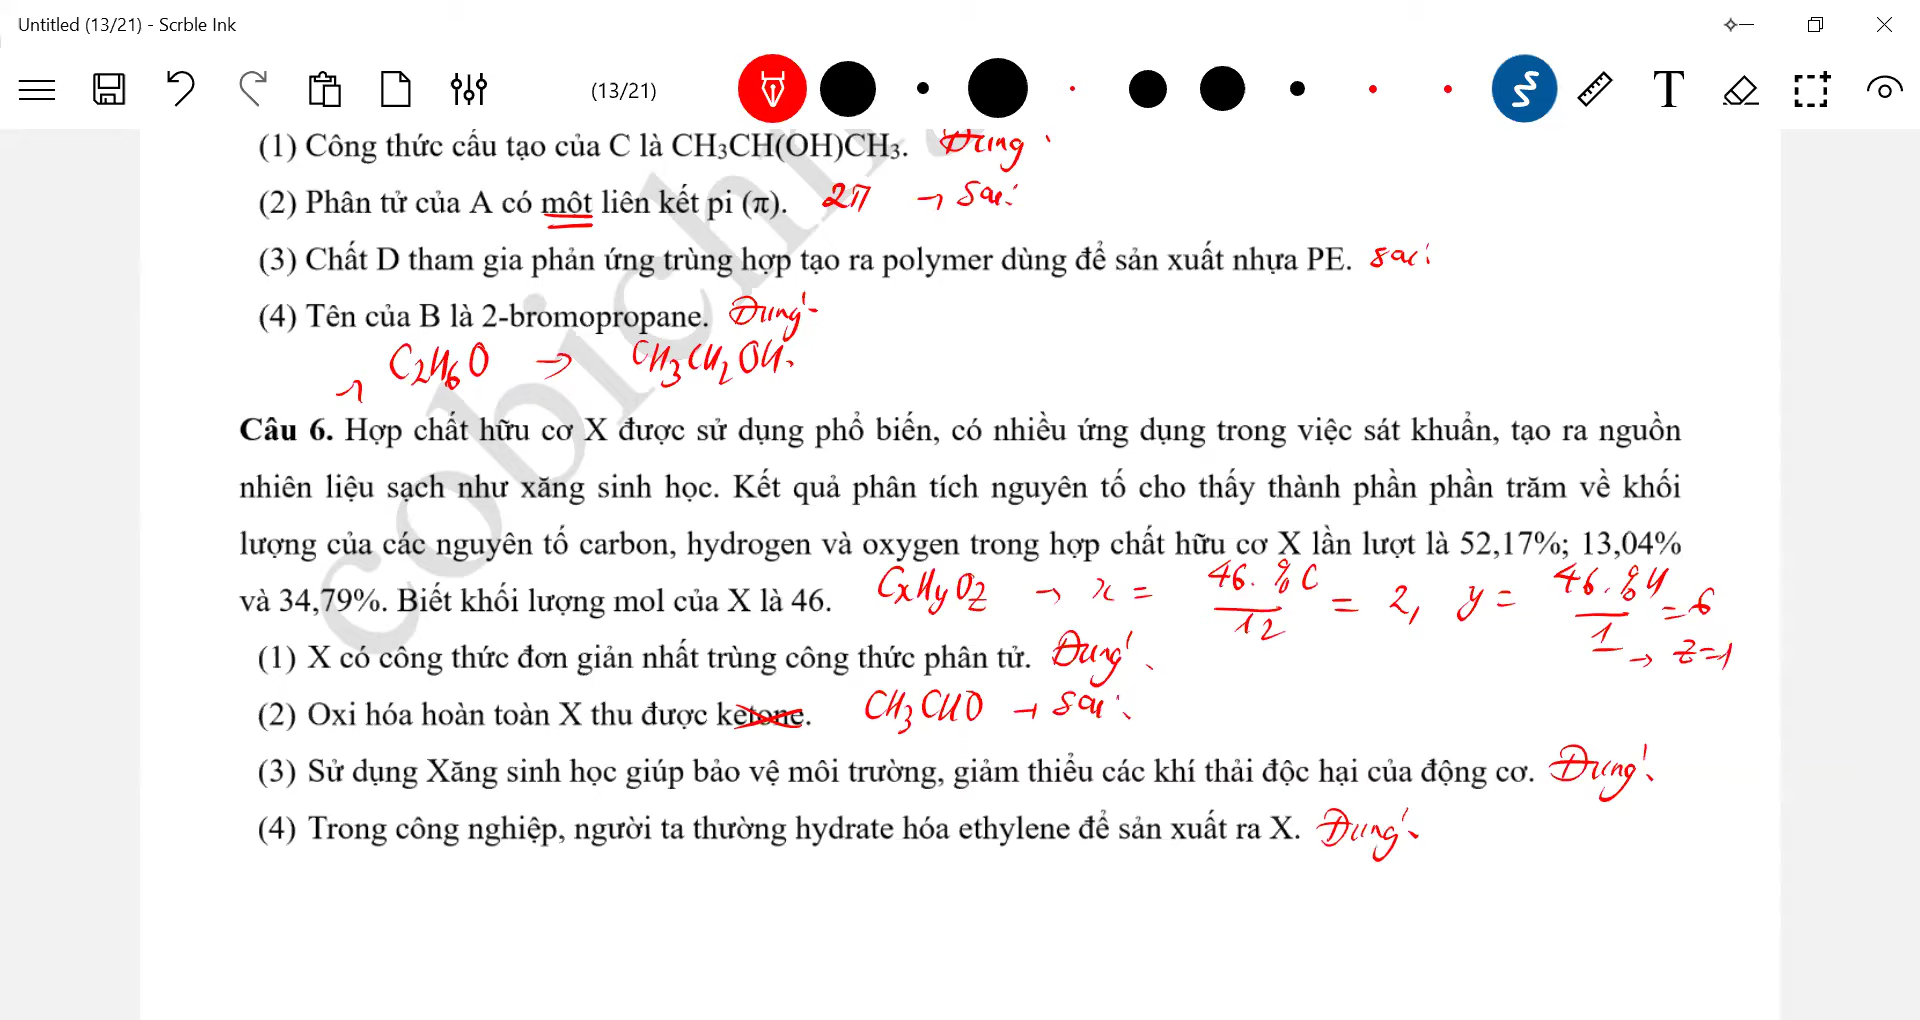 Untitled (13/21) - Scrble Ink
(13/21)
T
(1) Công thức cấu tạo của C là CH₃CH(OH)CH₃. Đúng
(2) Phân tử của A có một liên kết pi (π). 2π → Sai
(3) Chất D tham gia phản ứng trùng hợp tạo ra polymer dùng để sản xuất nhựa PE. Sai
(4) Tên của B là 2-bromopropane. Đúng
→ C₂H₆O → CH₃CH₂OH.
Câu 6. Hợp chất hữu cơ X được sử dụng phổ biến, có nhiều ứng dụng trong việc sát khuẩn, tạo ra nguồn
nhiên liệu sạch như xăng sinh học. Kết quả phân tích nguyên tố cho thấy thành phần phần trăm về khối
lượng của các nguyên tố carbon, hydrogen và oxygen trong hợp chất hữu cơ X lần lượt là 52,17%; 13,04%
và 34,79%. Biết khối lượng mol của X là 46. CxHyOz → x = 46.%C/12 = 2, y = 46.%H/1 = 6
→ z=1
(1) X có công thức đơn giản nhất trùng công thức phân tử. Đúng.
(2) Oxi hóa hoàn toàn X thu được ketone. CH₃CHO → Sai.
(3) Sử dụng Xăng sinh học giúp bảo vệ môi trường, giảm thiểu các khí thải độc hại của động cơ. Đúng.
(4) Trong công nghiệp, người ta thường hydrate hóa ethylene để sản xuất ra X. Đúng.